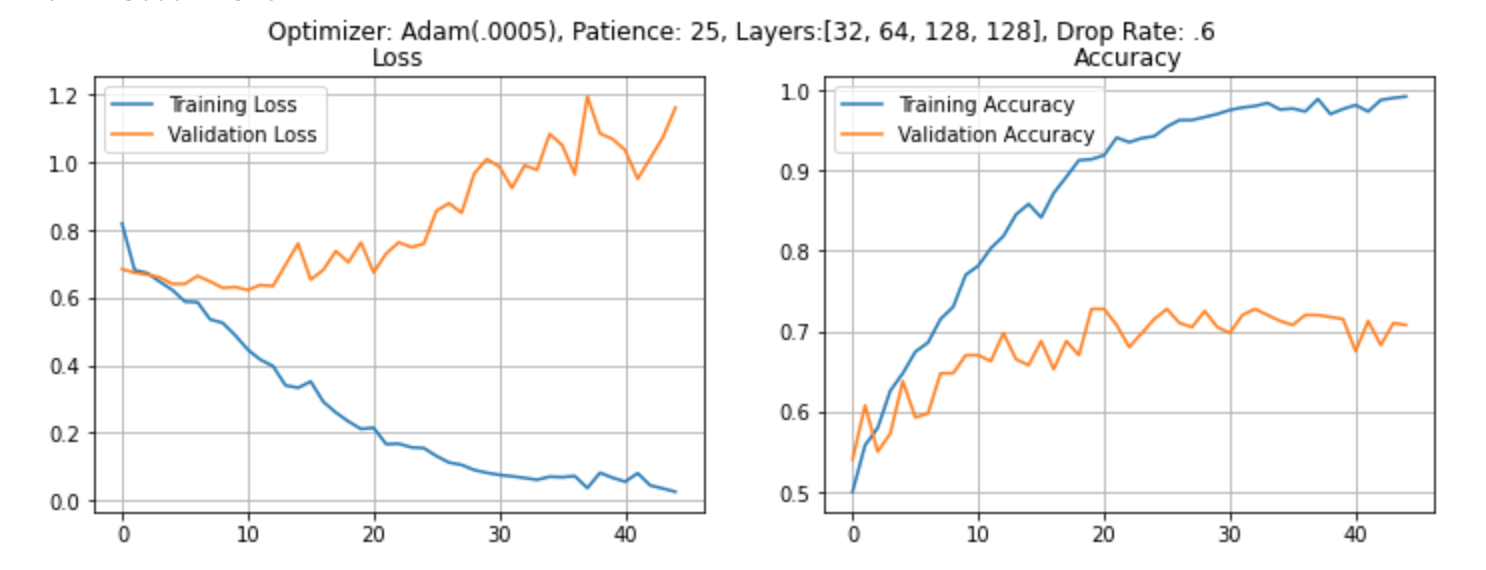 Optimizer: Adam(.0005), Patience: 25, Layers:[32, 64, 128, 128], Drop Rate: .6
Loss
Training Loss
Validation Loss
1.2
1.0
0.8
0.6
0.4
0.2
0.0
0 10 20 30 40
Accuracy
Training Accuracy
Validation Accuracy
1.0
0.9
0.8
0.7
0.6
0.5
0 10 20 30 40